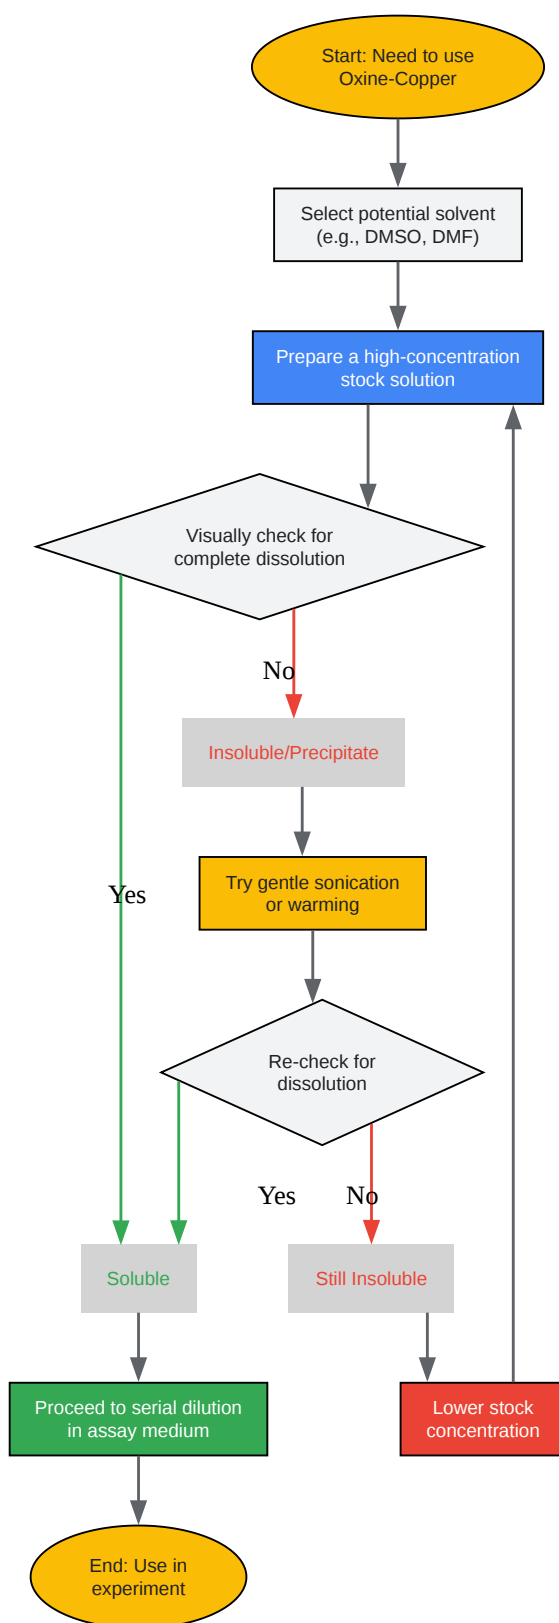 Start: Need to use
Oxine-Copper
Select potential solvent
(e.g., DMSO, DMF)
Prepare a high-concentration
stock solution
Visually check for
complete dissolution
No
Insoluble/Precipitate
Try gentle sonication
or warming
Yes
Re-check for
dissolution
Yes
No
Soluble
Still Insoluble
Proceed to serial dilution
in assay medium
Lower stock
concentration
End: Use in
experiment